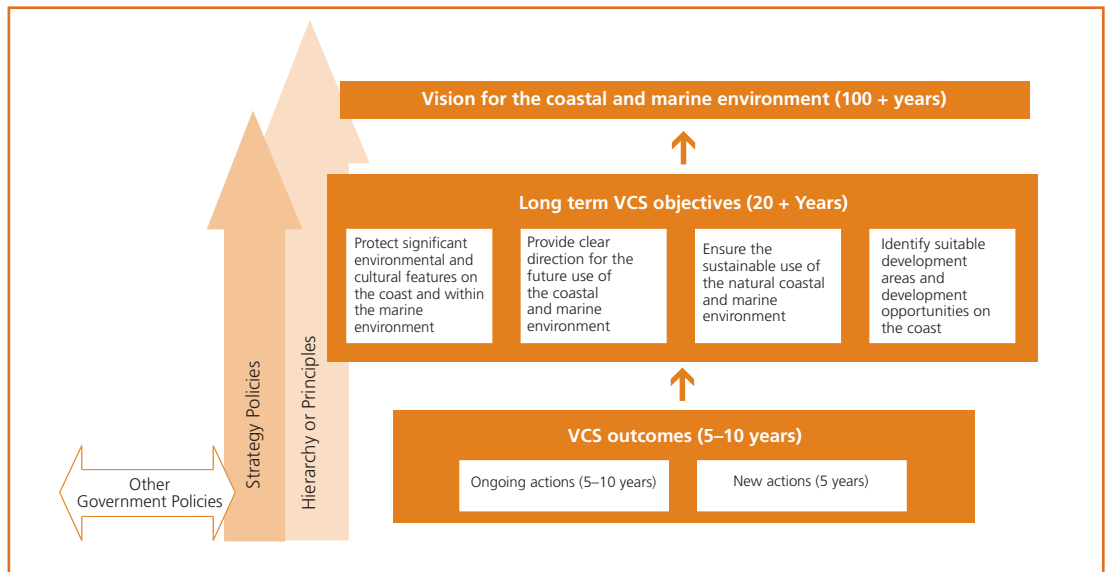 Vision for the coastal and marine environment (100 + years)
Long term VCS objectives (20 + Years)
Protect significant
environmental and
cultural features on
the coast and within
the marine
environment
Provide clear
direction for the
future use of
the coastal
and marine
environment
Ensure the
sustainable use of
the natural coastal
and marine
environment
Identify suitable
development
areas and
development
opportunities on
the coast
VCS outcomes (5–10 years)
Ongoing actions (5–10 years)
New actions (5 years)
Strategy Policies
Hierarchy or Principles
Other
Government Policies